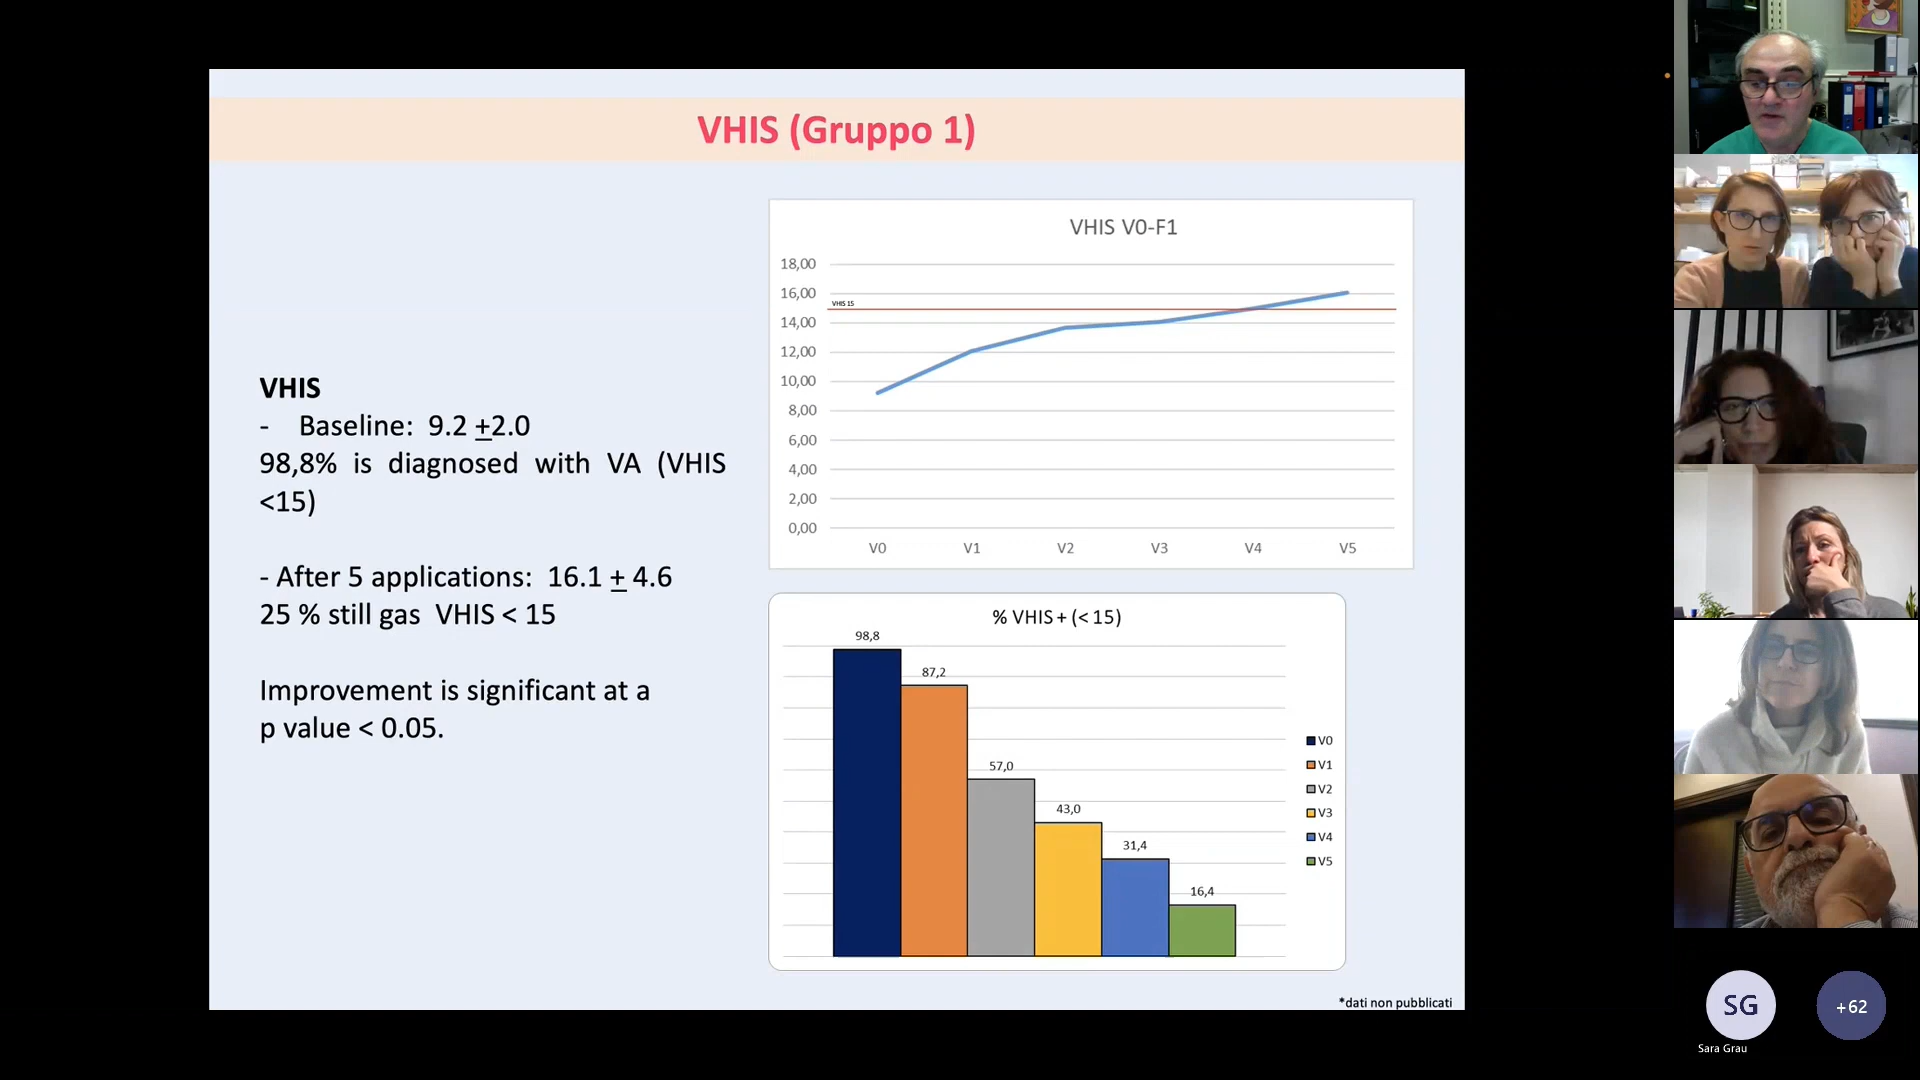 VHIS (Gruppo 1)
VHIS
- Baseline: 9.2 ±2.0
98,8% is diagnosed with VA (VHIS
<15)
- After 5 applications: 16.1 ± 4.6
25 % still gas VHIS < 15
Improvement is significant at a
p value < 0.05.
VHIS V0-F1
18,00
16,00
VHIS 15
14,00
12,00
10,00
8,00
6,00
4,00
2,00
0,00
V0 V1 V2 V3 V4 V5
% VHIS + (< 15)
98,8
87,2
57,0
43,0
31,4
16,4
V0
V1
V2
V3
V4
V5
*dati non pubblicati
SG
+62
Sara Grau